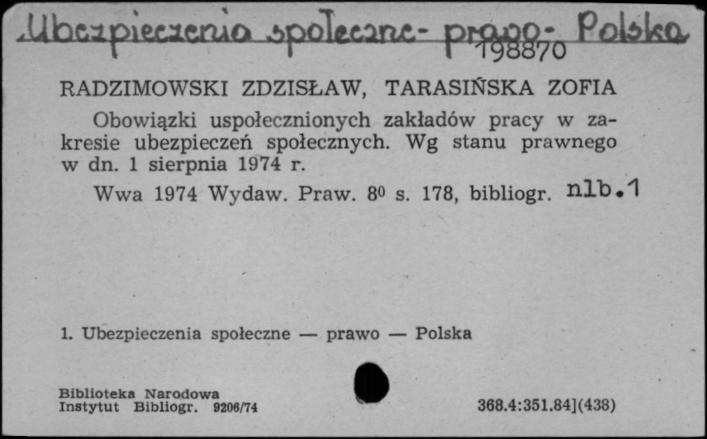 Ubezpieczenia społeczne- prawo- Polska
198870
RADZIMOWSKI ZDZISŁAW, TARASIŃSKA ZOFIA
Obowiązki uspołecznionych zakładów pracy w za-
kresie ubezpieczeń społecznych. Wg stanu prawnego
w dn. 1 sierpnia 1974 r.
Wwa 1974 Wydaw. Praw. 8⁰ s. 178, bibliogr. nlb.1
1. Ubezpieczenia społeczne — prawo — Polska
Biblioteka Narodowa
Instytut Bibliogr. 9206/74
368.4:351.84](438)